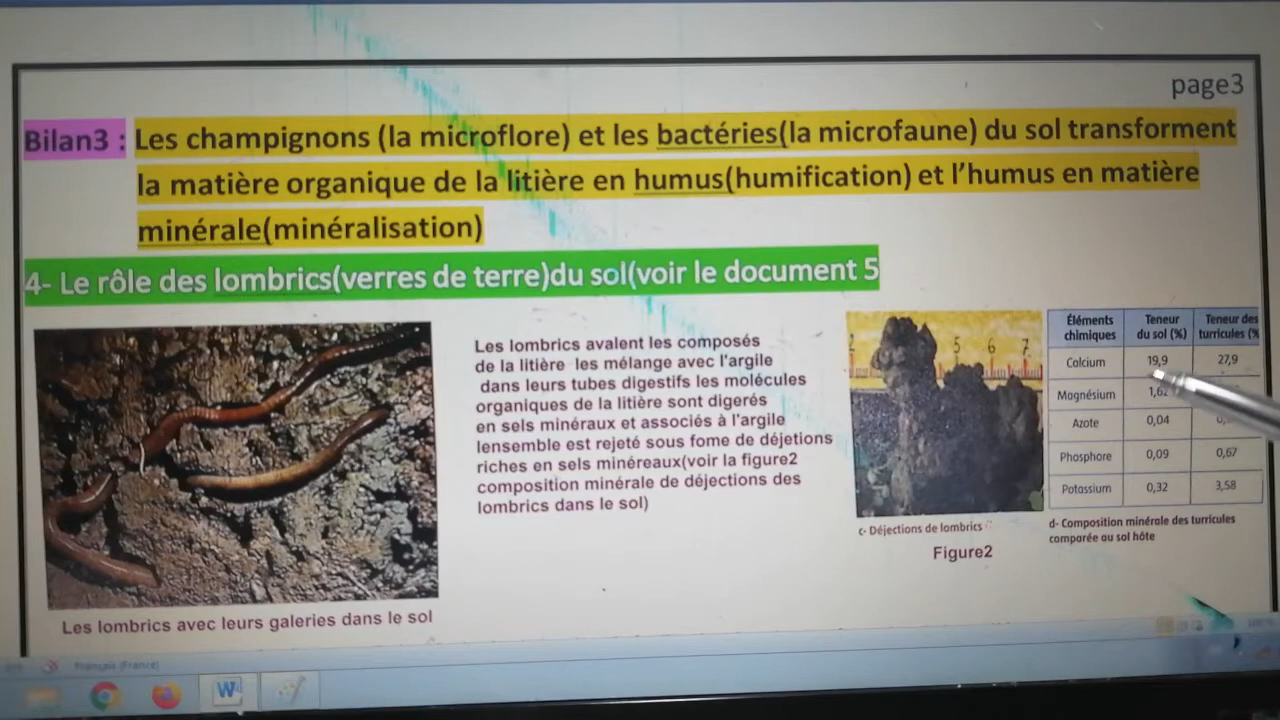 page3
Bilan3 : Les champignons (la microflore) et les bactéries(la microfaune) du sol transforment
la matière organique de la litière en humus(humification) et l'humus en matière
minérale(minéralisation)
4- Le rôle des lombrics(verres de terre)du sol(voir le document 5
Les lombrics avec leurs galeries dans le sol
Les lombrics avalent les composés
de la litière les mélange avec l'argile
dans leurs tubes digestifs les molécules
organiques de la litière sont digerés
en sels minéraux et associés à l'argile
lensemble est rejeté sous fome de déjetions
riches en sels minéreaux(voir la figure2
composition minérale de déjections des
lombrics dans le sol)
5 6 7
c- Déjections de lombrics
Figure2
Éléments chimiques Teneur du sol (%) Teneur des turricules (%
Calcium 19,9 27,9
Magnésium 1,62
Azote 0,04
Phosphore 0,09 0,67
Potassium 0,32 3,58
d- Composition minérale des turricules
comparée au sol hôte
Français (France)
W